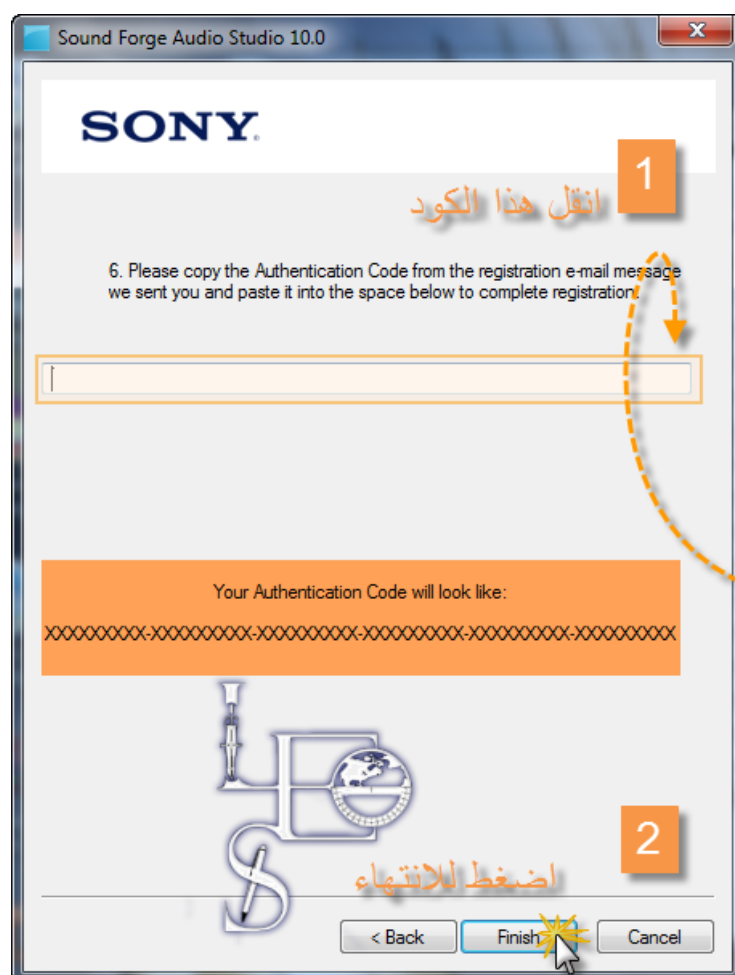 Sound Forge Audio Studio 10.0
SONY
1
انقل هذا الكود
6. Please copy the Authentication Code from the registration e-mail message
we sent you and paste it into the space below to complete registration.
Your Authentication Code will look like:
XXXXXXXXX-XXXXXXXXX-XXXXXXXXX-XXXXXXXXX-XXXXXXXXX-XXXXXXXXX
LEOS
2
اضغط للانتهاء
< Back
Finish
Cancel